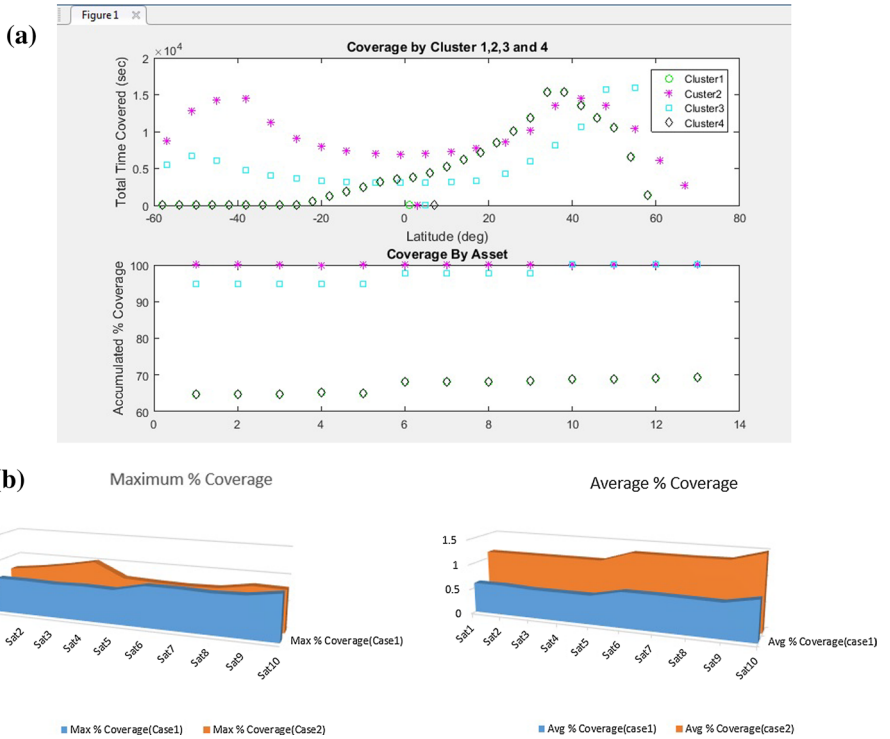 Figure 1
(a)
Coverage by Cluster 1,2,3 and 4
×10⁴
Total Time Covered (sec)
2
1.5
1
0.5
0
-60 -40 -20 0 20 40 60 80
Latitude (deg)
Cluster1
Custer2
Cluster3
Cluster4
Coverage By Asset
Accumulated % Coverage
100
90
80
70
60
0 2 4 6 8 10 12 14
(b)
Maximum % Coverage
Sat2 Sat3 Sat4 Sat5 Sat6 Sat7 Sat8 Sat9 Sat10
Max % Coverage(Case1)
Max % Coverage(Case1) Max % Coverage(Case2)
Average % Coverage
1.5
1
0.5
0
Sat1 Sat2 Sat3 Sat4 Sat5 Sat6 Sat7 Sat8 Sat9 Sat10
Avg % Coverage(case1)
Avg % Coverage(case1) Avg % Coverage(case2)